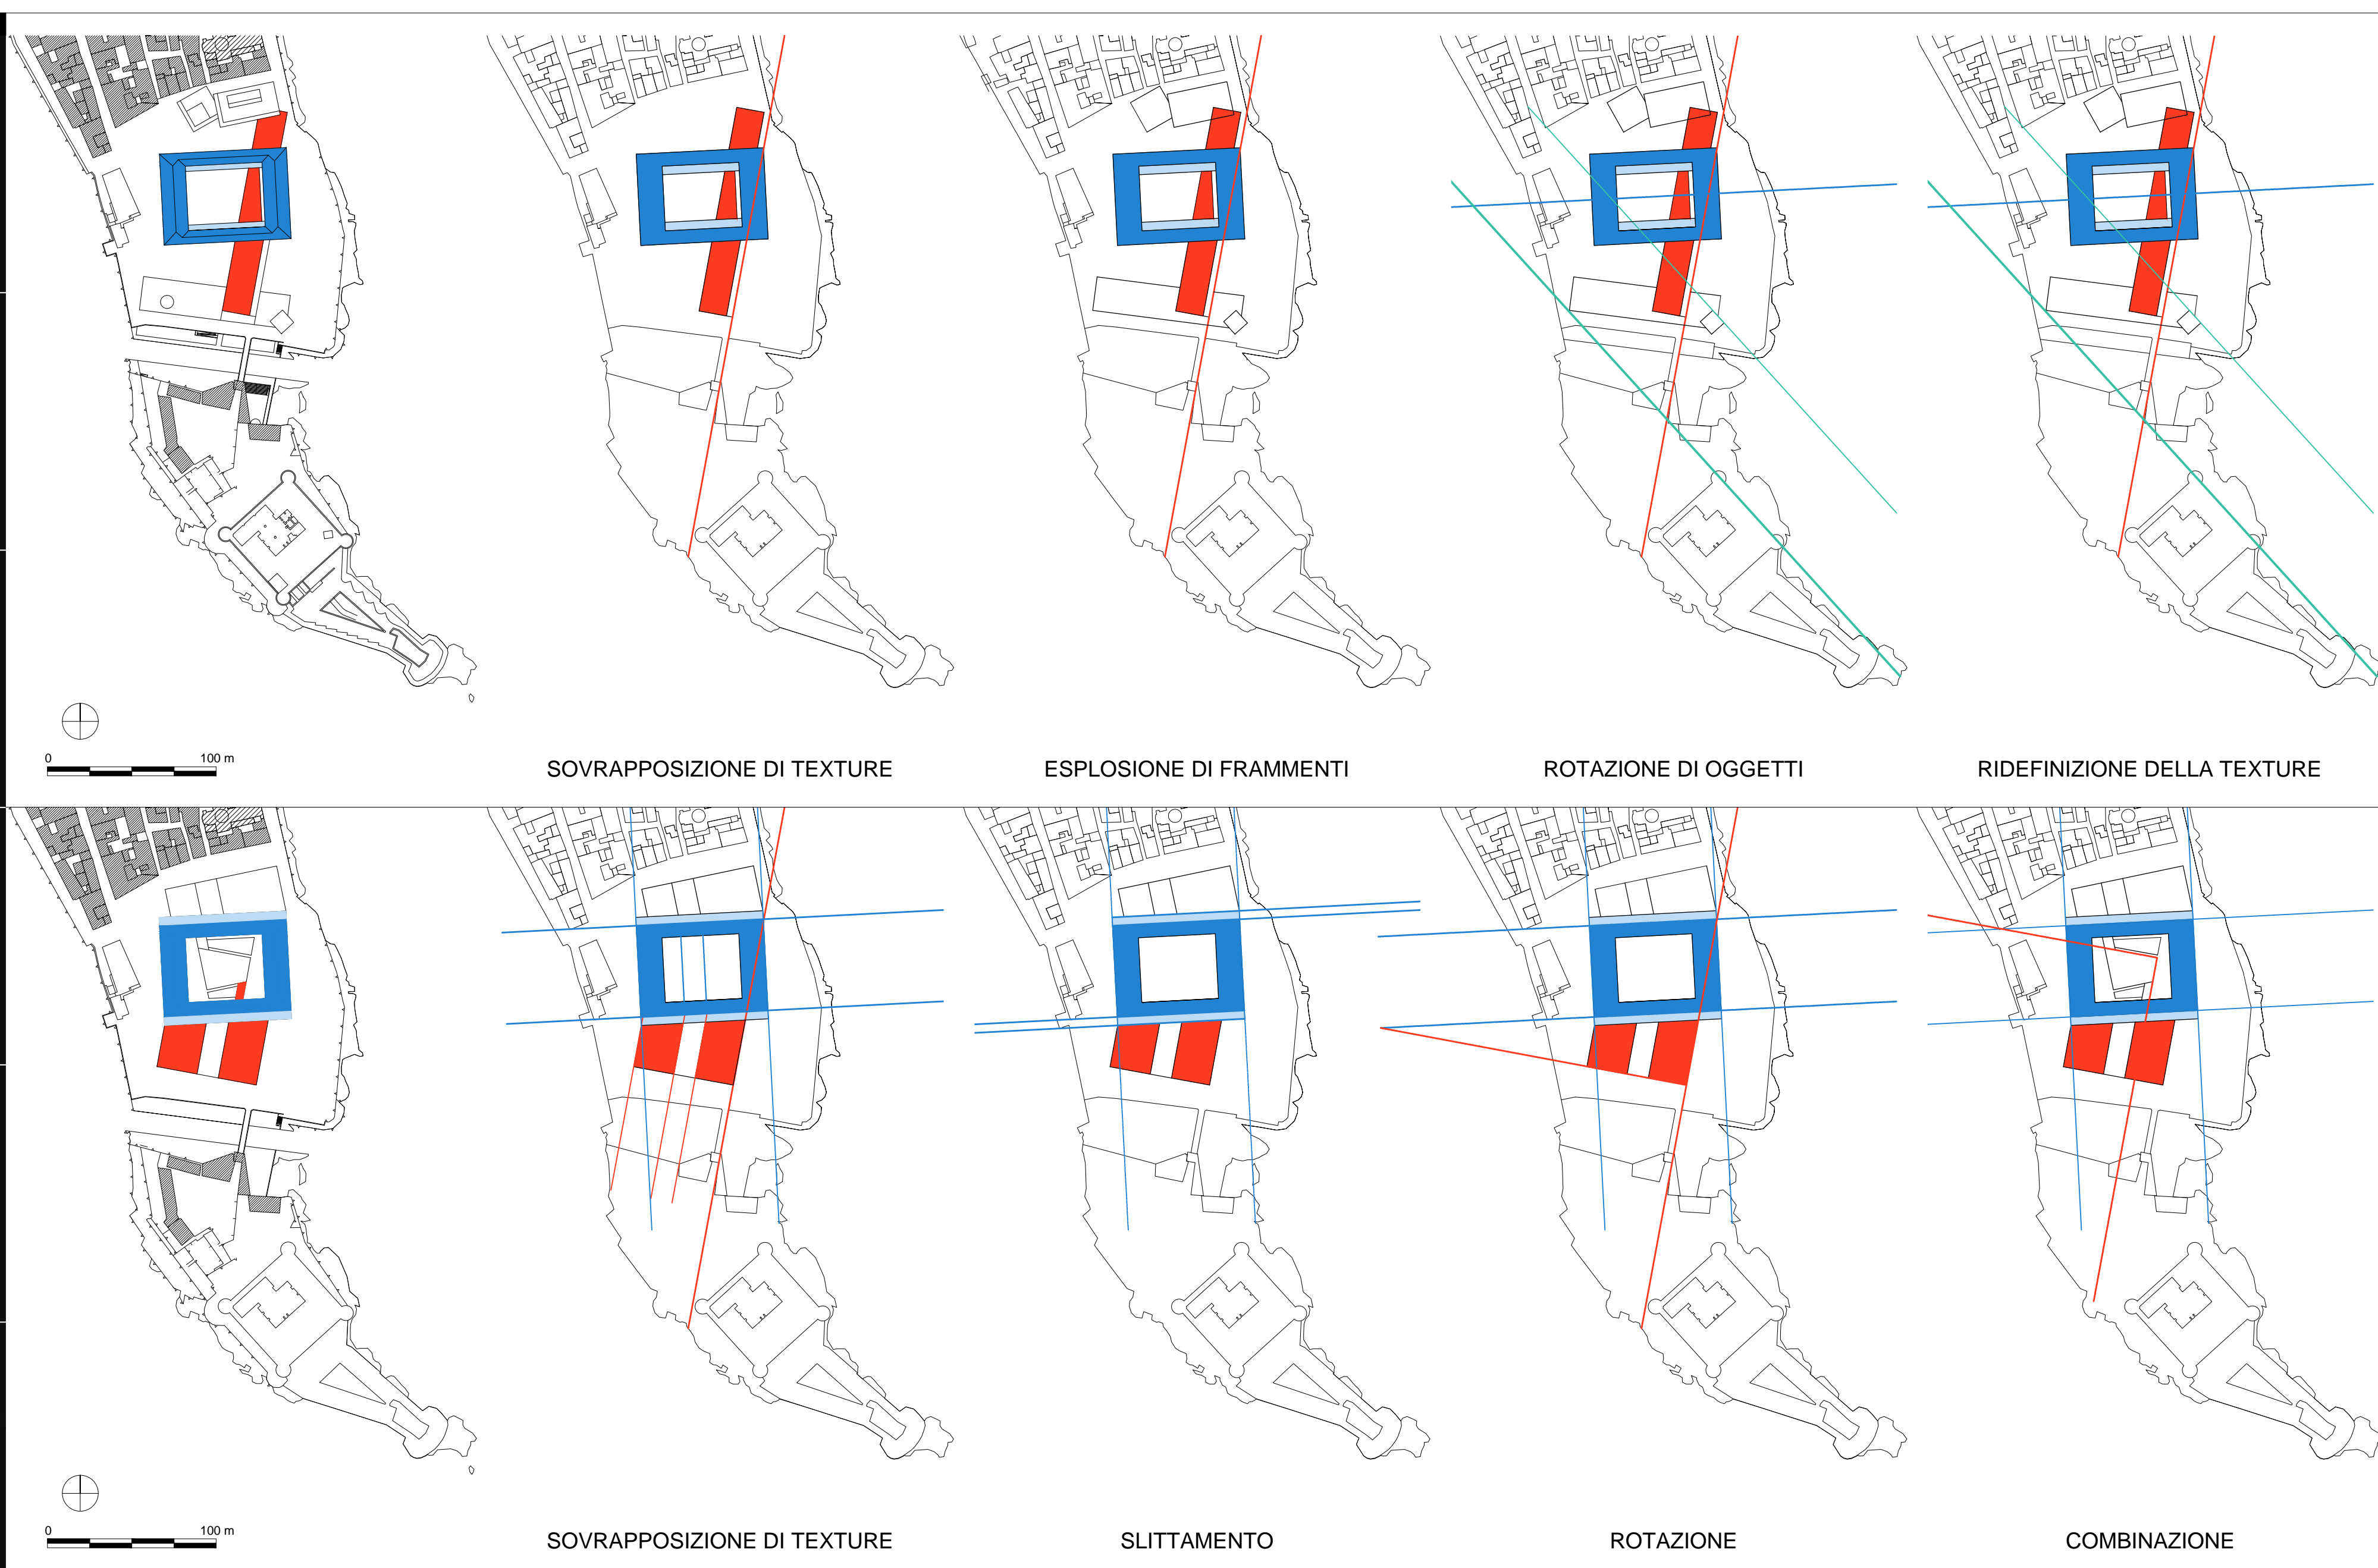 0 100 m
SOVRAPPOSIZIONE DI TEXTURE
ESPLOSIONE DI FRAMMENTI
ROTAZIONE DI OGGETTI
RIDEFINIZIONE DELLA TEXTURE
0 100 m
SOVRAPPOSIZIONE DI TEXTURE
SLITTAMENTO
ROTAZIONE
COMBINAZIONE